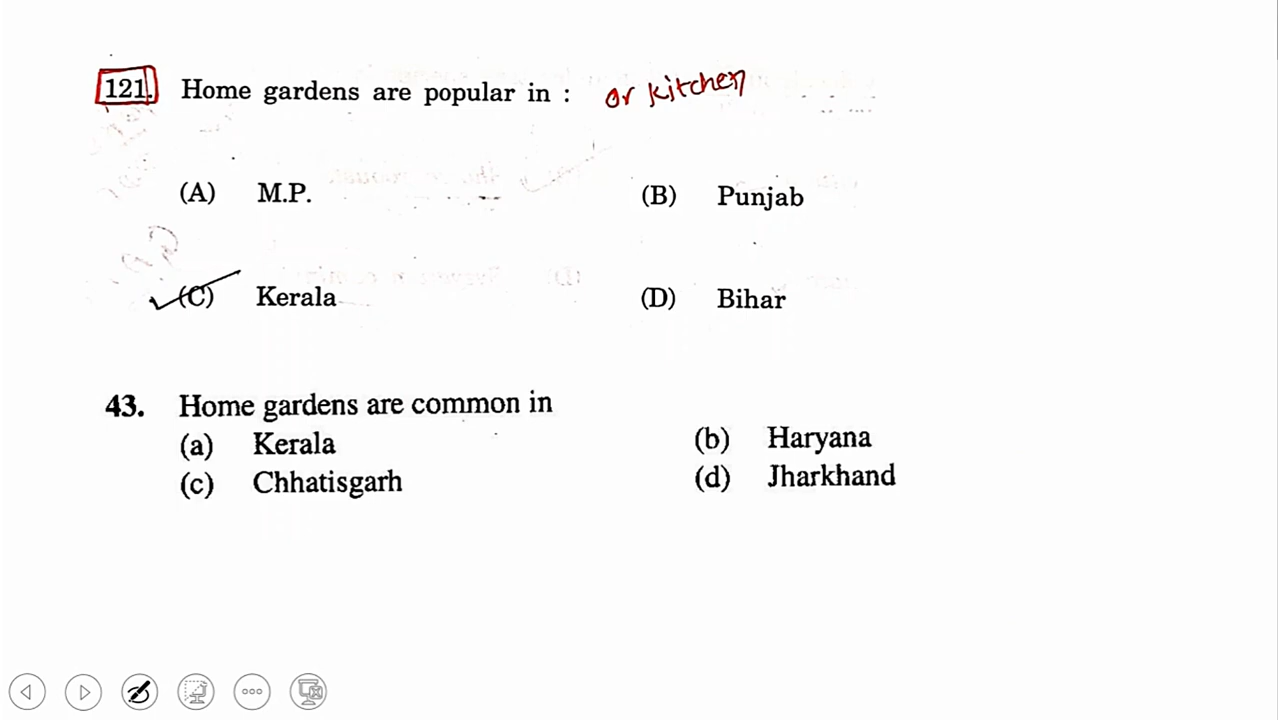 121. Home gardens are popular in : or kitchen
(A) M.P. (B) Punjab
(C) Kerala (D) Bihar
43. Home gardens are common in
(a) Kerala (b) Haryana
(c) Chhatisgarh (d) Jharkhand